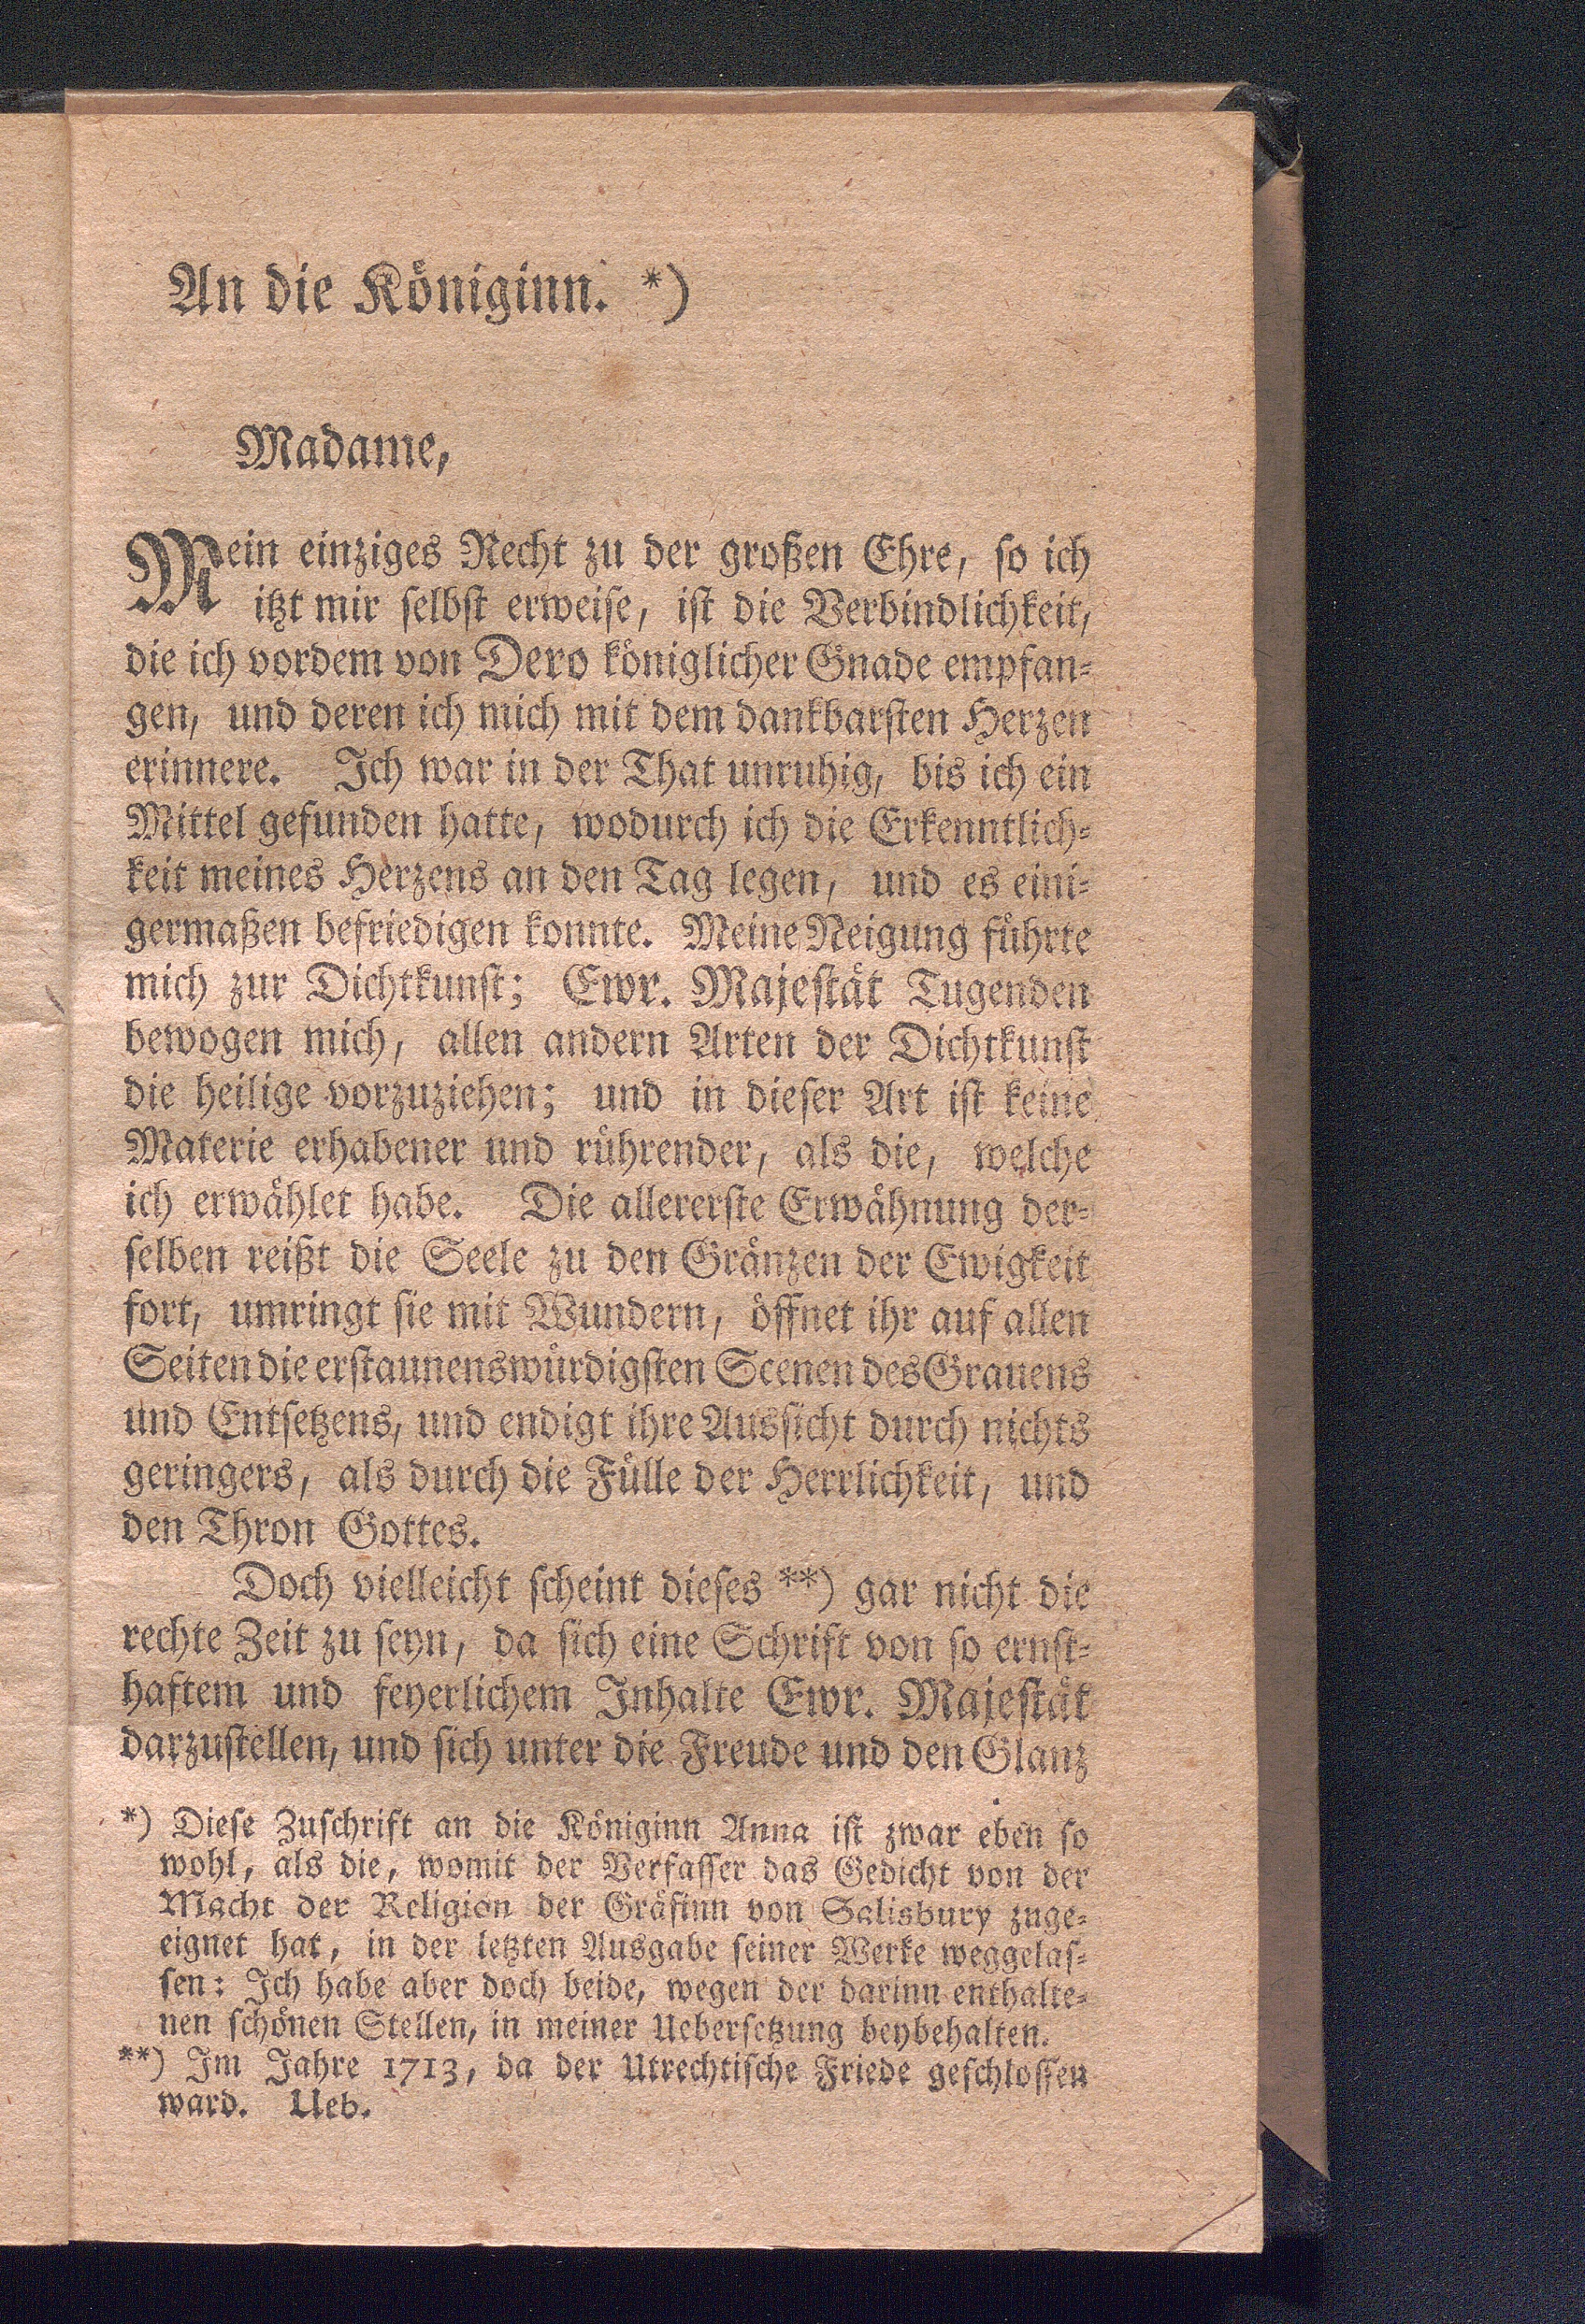 An die Königinn. *)
Madame,
Mein einziges Recht zu der großen Ehre, so ich
itzt mir selbst erweise, ist die Verbindlichkeit,
die ich vordem von Dero königlicher Gnade empfan-
gen, und deren ich mich mit dem dankbarsten Herzen
erinnere. Ich war in der That unruhig, bis ich ein
Mittel gefunden hatte, wodurch ich die Erkenntlich-
keit meines Herzens an den Tag legen, und es eini-
germaßen befriedigen konnte. Meine Neigung führte
mich zur Dichtkunst; Ewr. Majestät Tugenden
bewogen mich, allen andern Arten der Dichtkunst
die heilige vorzuziehen; und in dieser Art ist keine
Materie erhabener und rührender, als die, welche
ich erwählet habe. Die allererste Erwähnung der-
selben reißt die Seele zu den Gränzen der Ewigkeit
fort, umringt sie mit Wundern, öffnet ihr auf allen
Seiten die erstaunenswürdigsten Scenen des Grauens
und Entsetzens, und endigt ihre Aussicht durch nichts
geringers, als durch die Fülle der Herrlichkeit, und
den Thron Gottes.
Doch vielleicht scheint dieses **) gar nicht die
rechte Zeit zu seyn, da sich eine Schrift von so ernst-
haftem und feyerlichem Inhalte Ewr. Majestät
darzustellen, und sich unter die Freude und den Glanz
*) Diese Zuschrift an die Königinn Anna ist zwar eben so
wohl, als die, womit der Verfasser das Gedicht von der
Macht der Religion der Gräfinn von Salisbury zuge-
eignet hat, in der letzten Ausgabe seiner Werke weggelas-
sen: Ich habe aber doch beide, wegen der darinn enthalte-
nen schönen Stellen, in meiner Uebersetzung beybehalten.
**) Im Jahre 1713, da der Utrechtische Friede geschlossen
ward. Ueb.